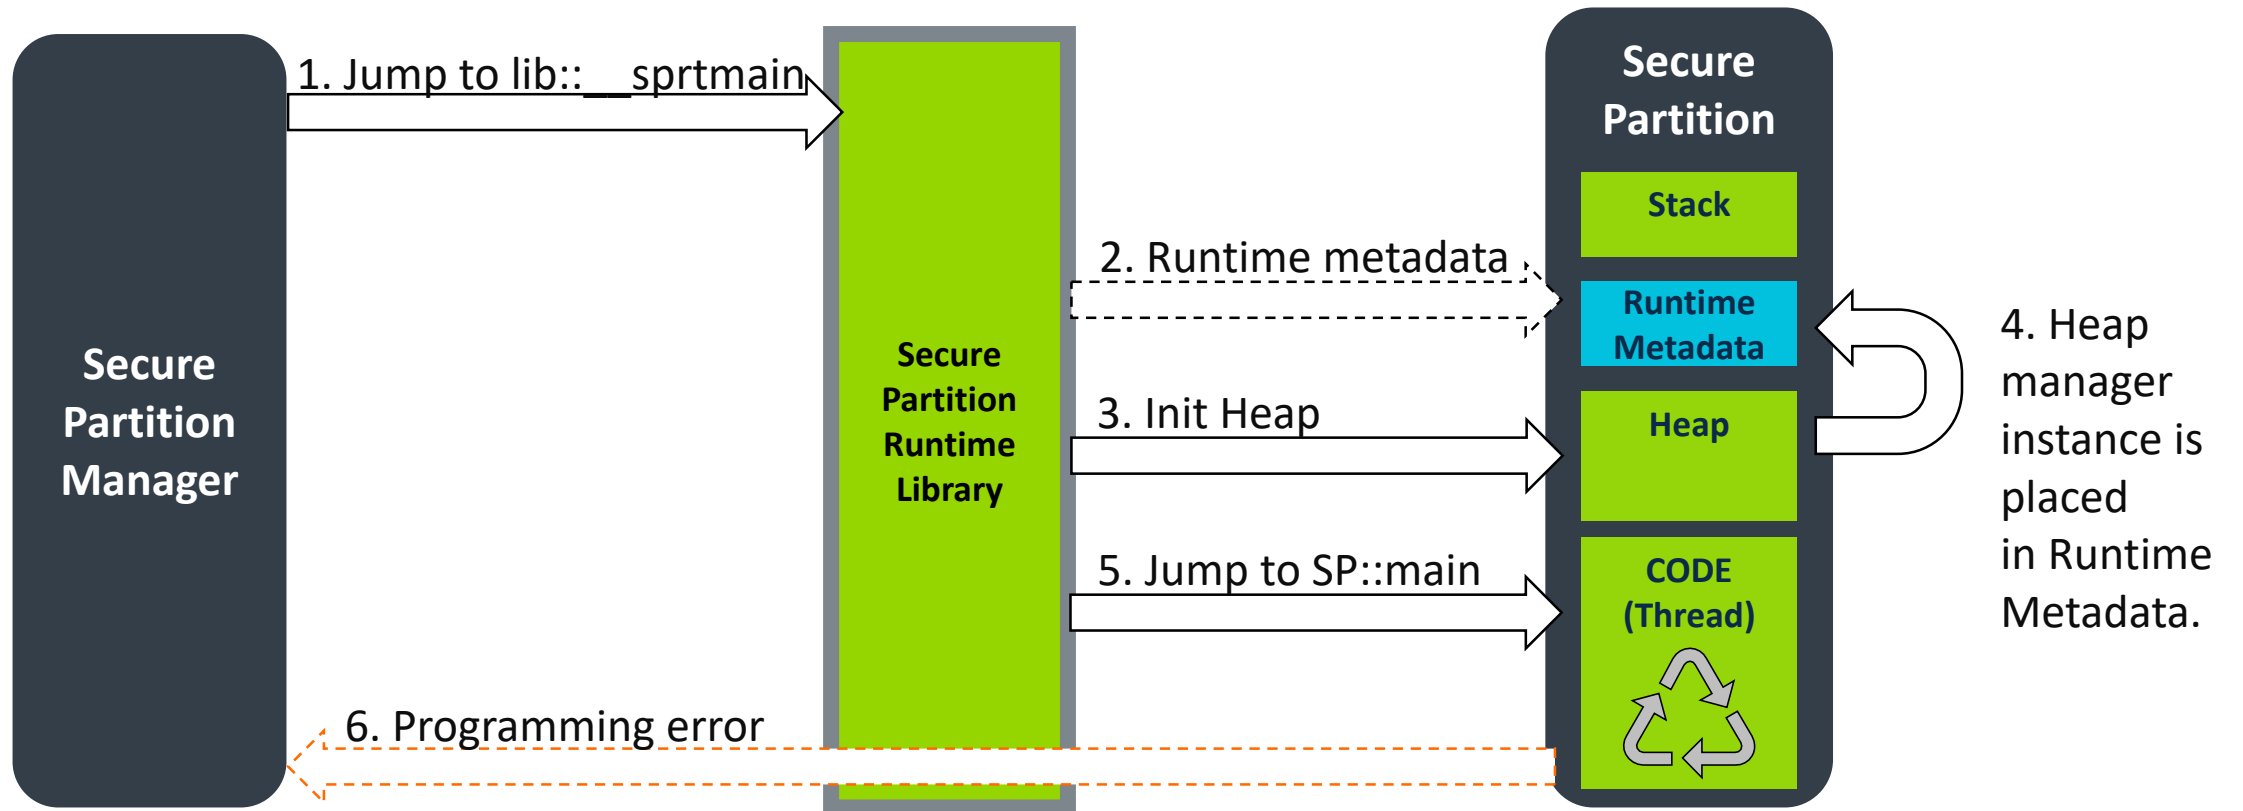 Secure
Partition
Manager
1. Jump to lib::__sprtmain
Secure
Partition
Runtime
Library
2. Runtime metadata
3. Init Heap
5. Jump to SP::main
6. Programming error
Secure
Partition
Stack
Runtime
Metadata
Heap
CODE
(Thread)
4. Heap
manager
instance is
placed
in Runtime
Metadata.